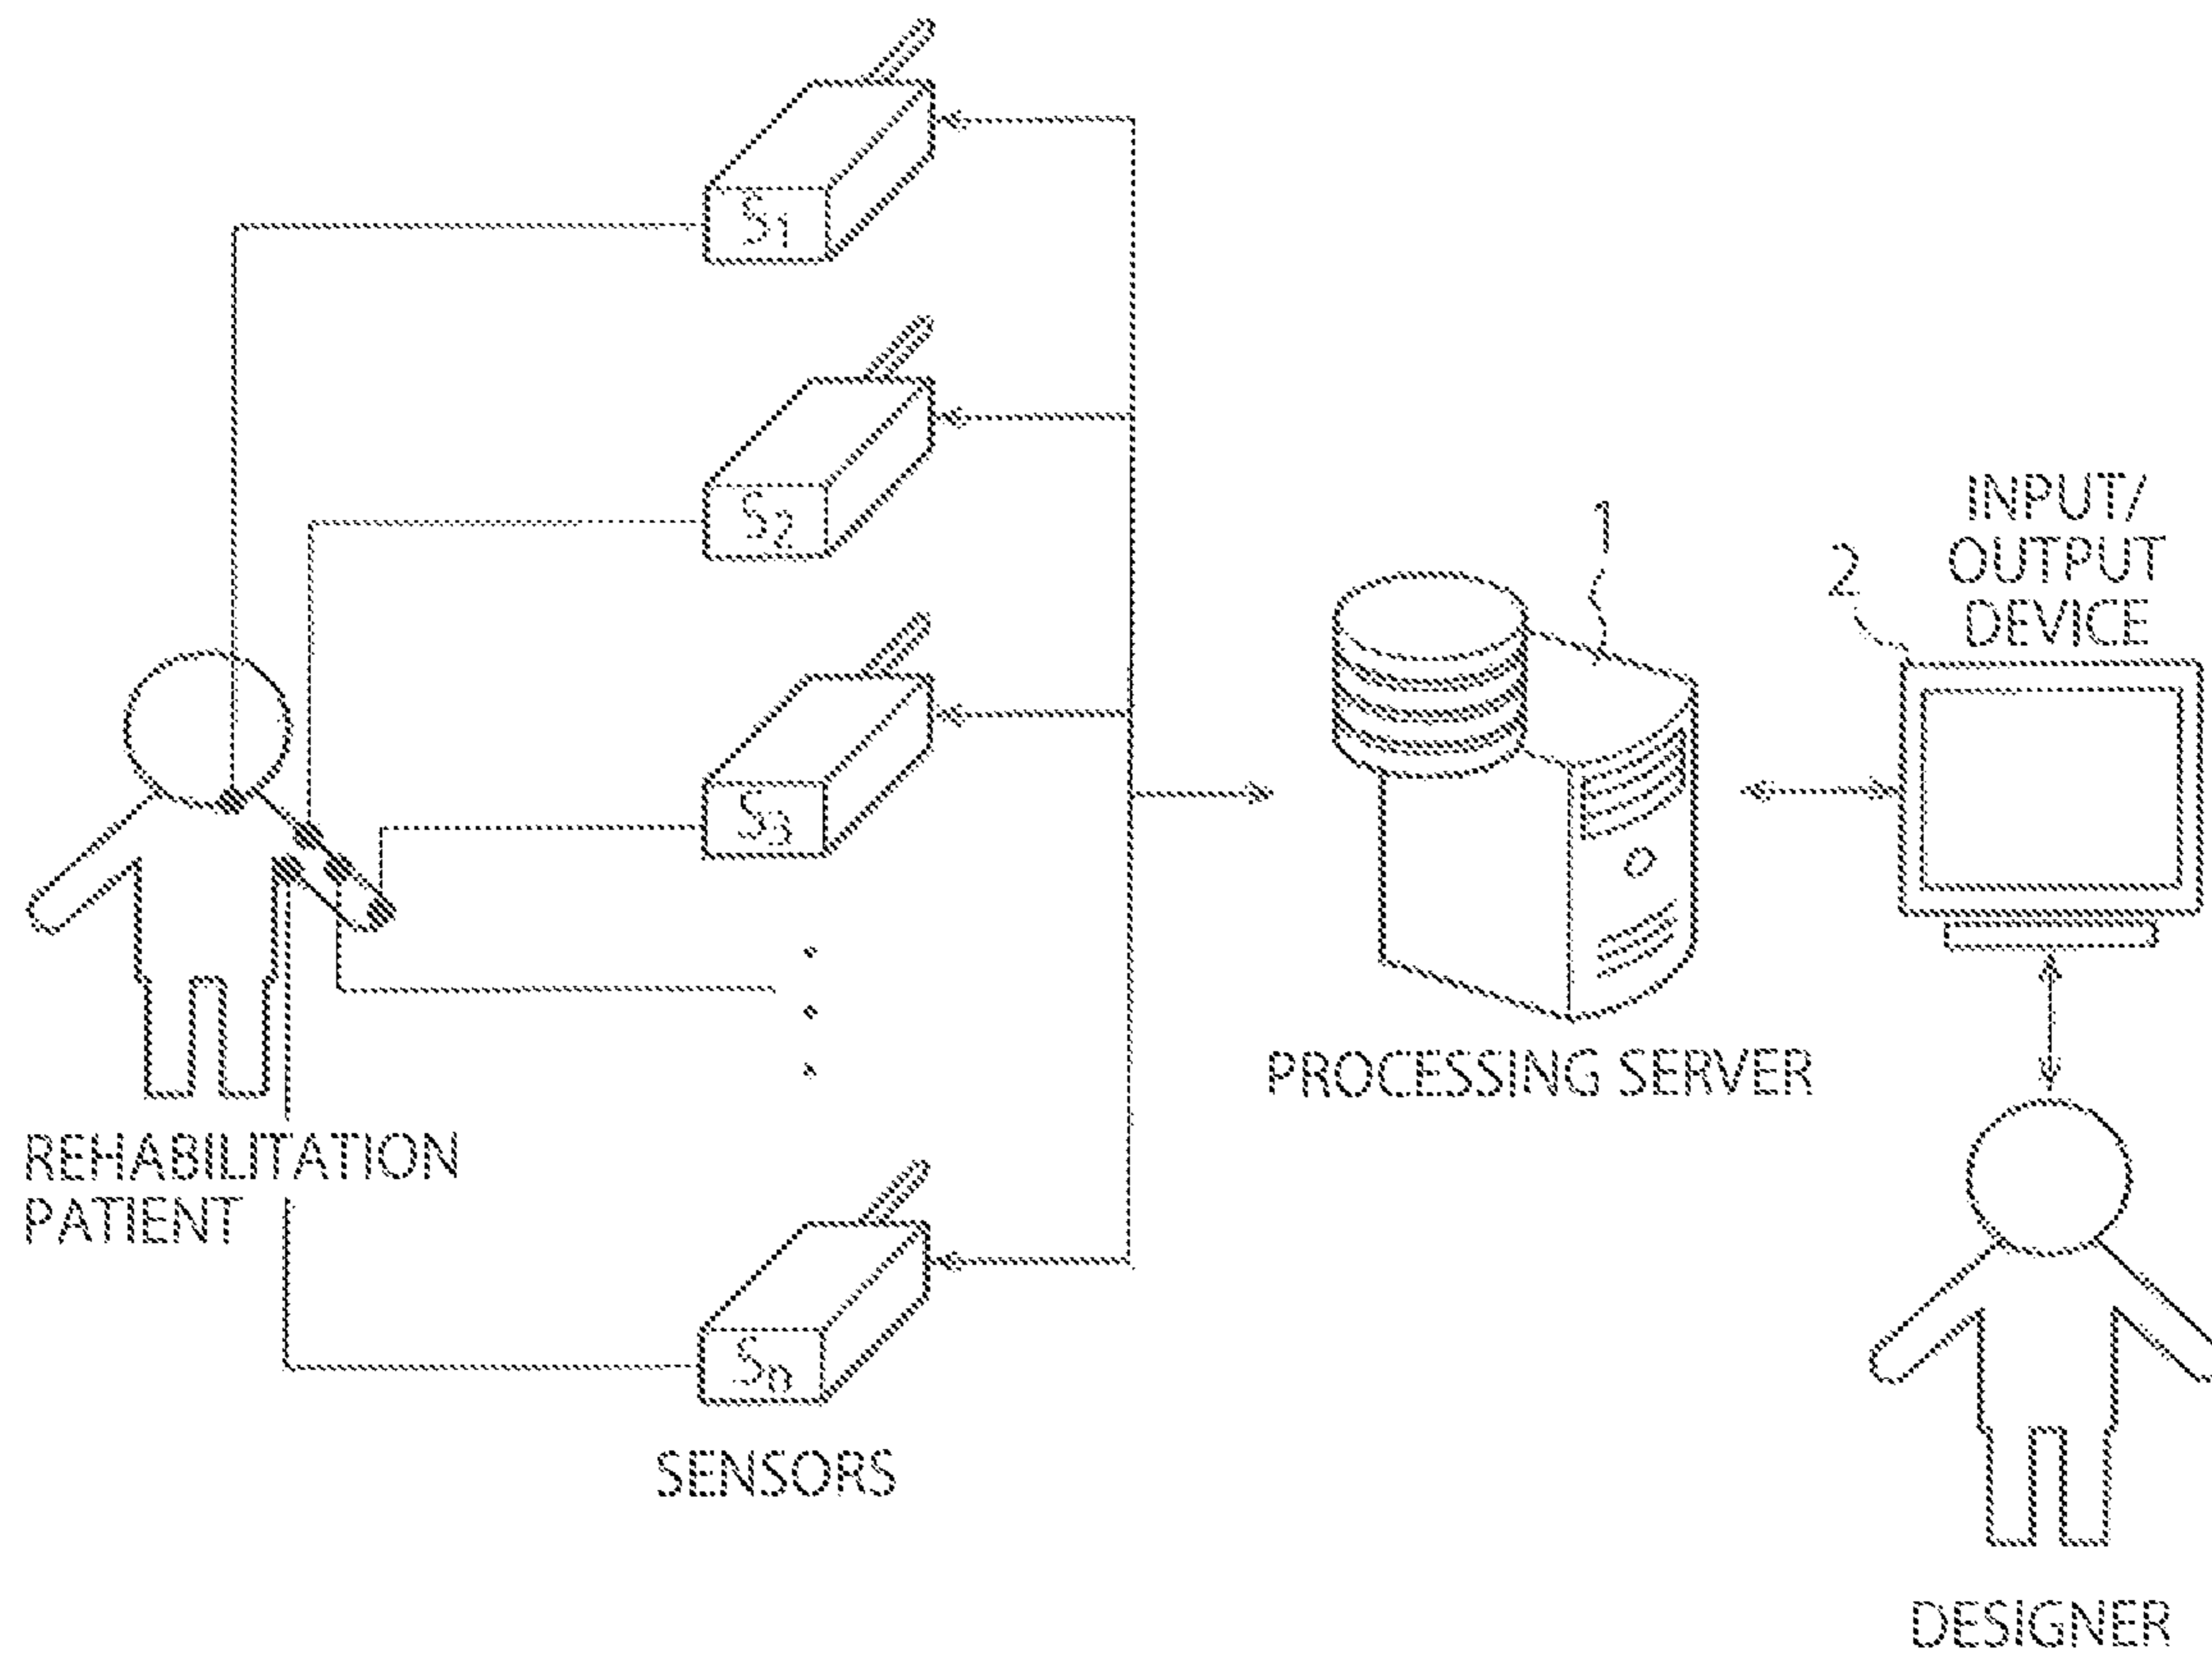 S1
S2
S3
Sn
SENSORS
REHABILITATION
PATIENT
1
PROCESSING SERVER
2
INPUT/
OUTPUT
DEVICE
DESIGNER